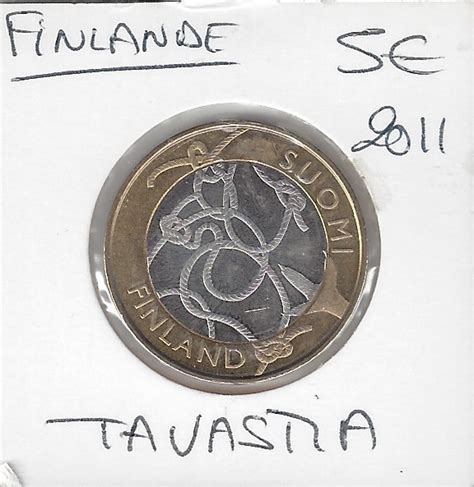 FINLANDE
5€
2011
SUOMI
FINLAND
TAVASTIA